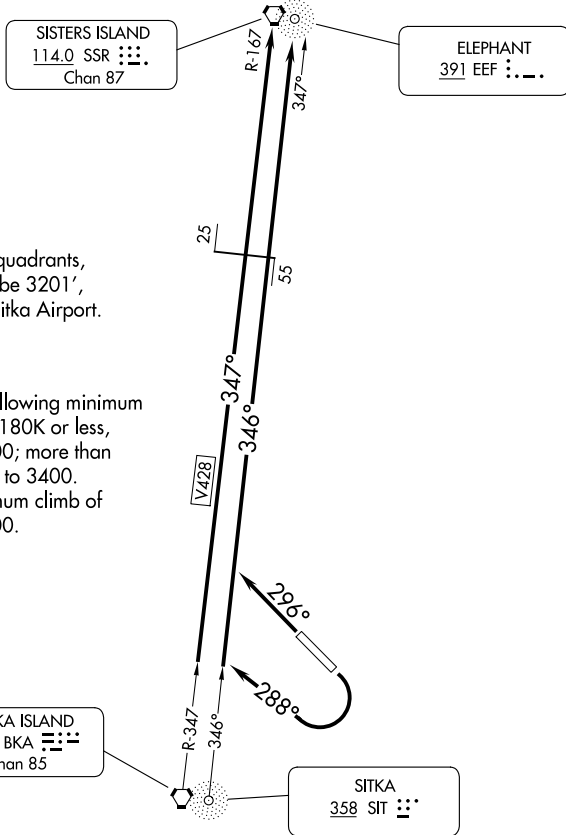 SISTERS ISLAND
114.0 SSR
Chan 87
ELEPHANT
391 EEF
R-167
347°
25
55
quadrants,
be 3201’,
itka Airport.
347°
346°
llowing minimum
180K or less,
00; more than
to 3400.
num climb of
00.
V428
296°
288°
R-347
346°
KA ISLAND
BKA
han 85
SITKA
358 SIT